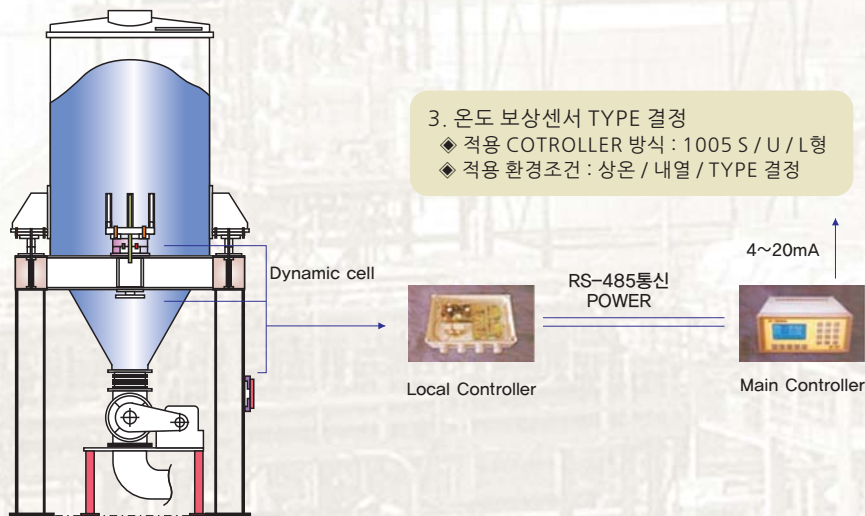 3. 온도 보상센서 TYPE 결정
◈ 적용 COTROLLER 방식 : 1005 S / U / L형
◈ 적용 환경조건 : 상온 / 내열 / TYPE 결정
4~20mA
Dynamic cell
RS-485통신
POWER
Local Controller
Main Controller